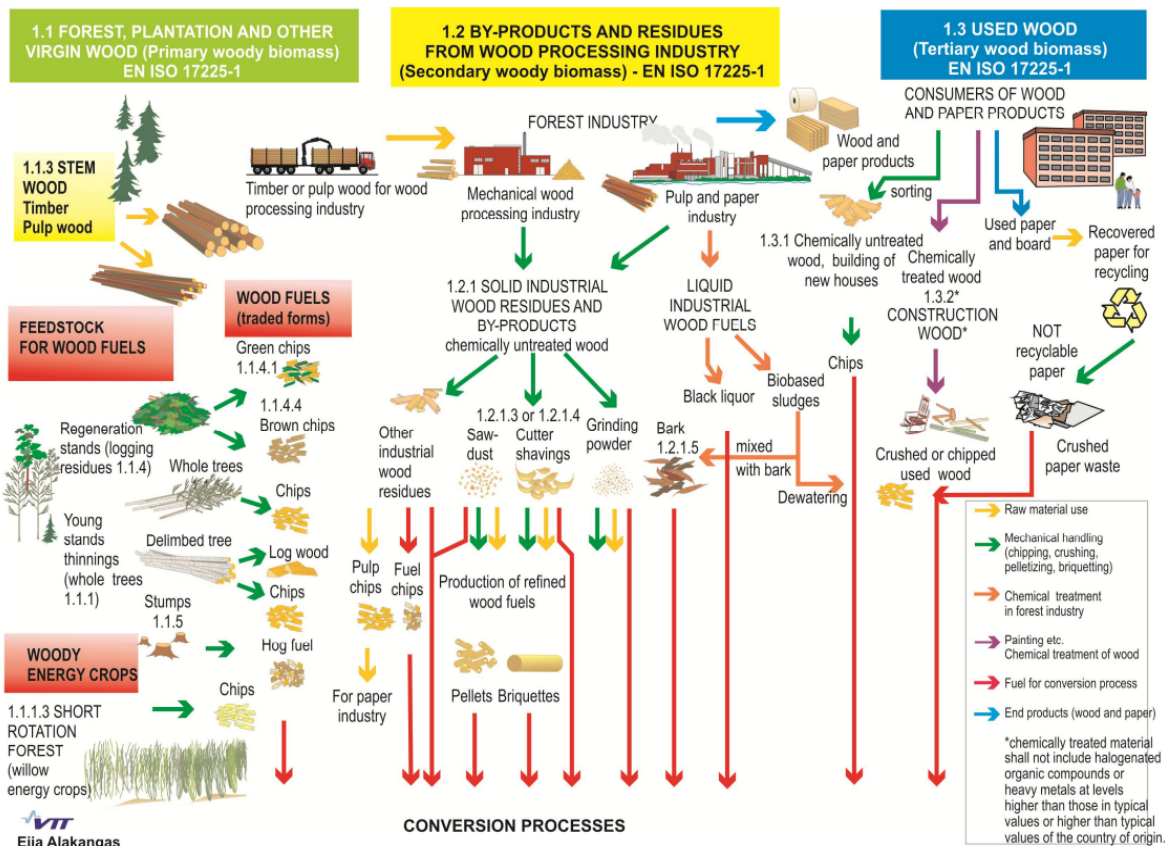 1.1 FOREST, PLANTATION AND OTHER
VIRGIN WOOD (Primary woody biomass)
EN ISO 17225-1
1.2 BY-PRODUCTS AND RESIDUES
FROM WOOD PROCESSING INDUSTRY
(Secondary woody biomass) - EN ISO 17225-1
1.3 USED WOOD
(Tertiary wood biomass)
EN ISO 17225-1
1.1.3 STEM
WOOD
Timber
Pulp wood
Timber or pulp wood for wood
processing industry
FOREST INDUSTRY
Mechanical wood
processing industry
Pulp and paper
industry
Wood and
paper products
CONSUMERS OF WOOD
AND PAPER PRODUCTS
sorting
1.3.1 Chemically untreated
wood, building of
new houses
Chemically
treated wood
1.3.2*
CONSTRUCTION
WOOD*
Used paper
and board
Recovered
paper for
recycling
NOT
recyclable
paper
Crushed
paper waste
Chips
Crushed or chipped
used wood
FEEDSTOCK
FOR WOOD FUELS
WOOD FUELS
(traded forms)
Green chips
1.1.4.1
1.1.4.4
Brown chips
Regeneration
stands (logging
residues 1.1.4)
Whole trees
Chips
Young
stands
thinnings
(whole trees
1.1.1)
Delimbed tree
Log wood
Chips
Stumps
1.1.5
Hog fuel
WOODY
ENERGY CROPS
Chips
1.1.1.3 SHORT
ROTATION
FOREST
(willow
energy crops)
1.2.1 SOLID INDUSTRIAL
WOOD RESIDUES AND
BY-PRODUCTS
chemically untreated wood
LIQUID
INDUSTRIAL
WOOD FUELS
Black liquor
Biobased
sludges
mixed
with bark
Dewatering
Other
industrial
wood
residues
1.2.1.3 or 1.2.1.4
Saw-
dust
Cutter
shavings
Grinding
powder
Bark
1.2.1.5
Pulp
chips
Fuel
chips
Production of refined
wood fuels
For paper
industry
Pellets
Briquettes
CONVERSION PROCESSES
Raw material use
Mechanical handling
(chipping, crushing,
pelletizing, briquetting)
Chemical treatment
in forest industry
Painting etc.
Chemical treatment of wood
Fuel for conversion process
End products (wood and paper)
*chemically treated material
shall not include halogenated
organic compounds or
heavy metals at levels
higher than those in typical
values or higher than typical
values of the country of origin.
VTT
Eija Alakangas